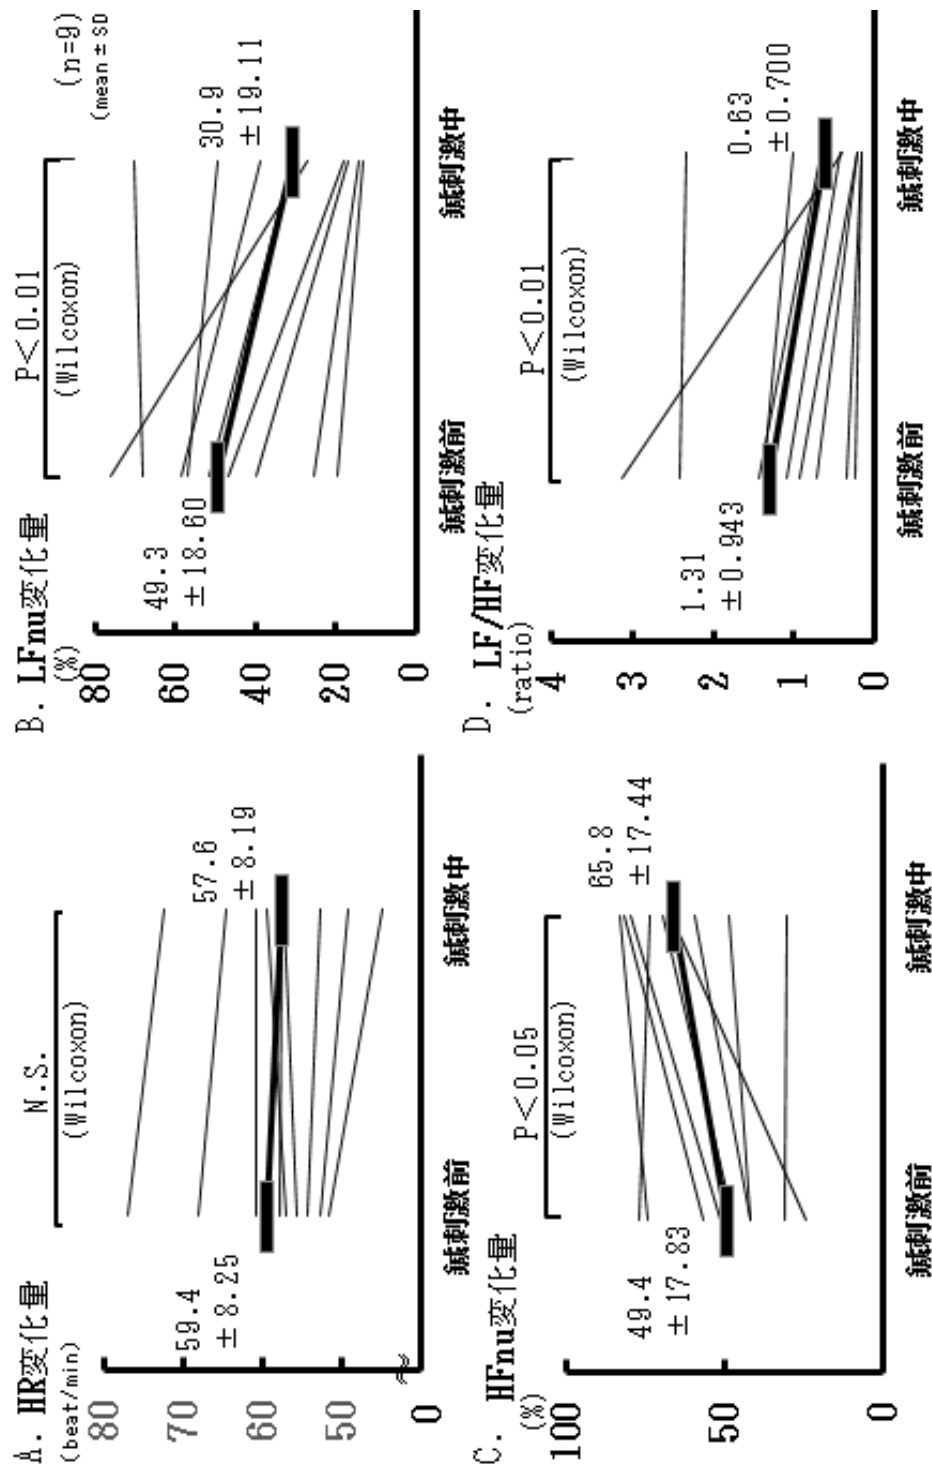 A. HR変化量
(beat/min)
80
70
60
50
0
N.S.
(Wilcoxon)
59.4
±8.25
57.6
±8.19
鍼刺激前
鍼刺激中
B. LFnu変化量
(%)
80
60
40
20
0
P<0.01
(Wilcoxon)
(n=9)
(mean±SD
49.3
±18.60
30.9
±19.11
鍼刺激前
鍼刺激中
C. HFnu変化量
(%)
100
50
0
P<0.05
(Wilcoxon)
49.4
±17.83
65.8
±17.44
鍼刺激前
鍼刺激中
D. LF/HF変化量
(ratio)
4
3
2
1
0
P<0.01
(Wilcoxon)
1.31
±0.943
0.63
±0.700
鍼刺激前
鍼刺激中